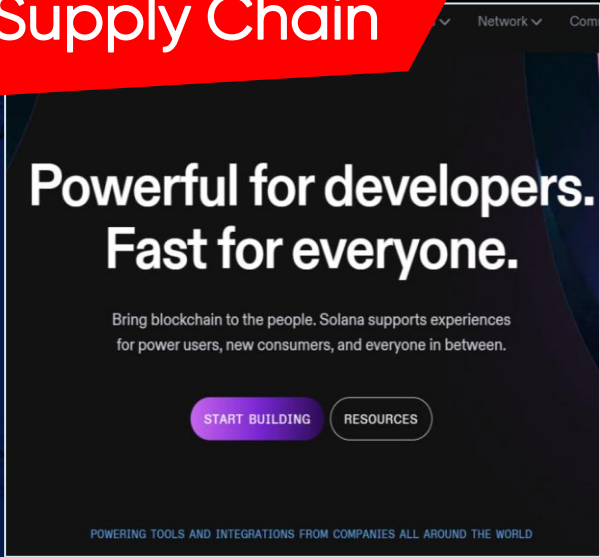 Supply Chain
Network
Powerful for developers.
Fast for everyone.
Bring blockchain to the people. Solana supports experiences
for power users, new consumers, and everyone in between.
START BUILDING
RESOURCES
POWERING TOOLS AND INTEGRATIONS FROM COMPANIES ALL AROUND THE WORLD